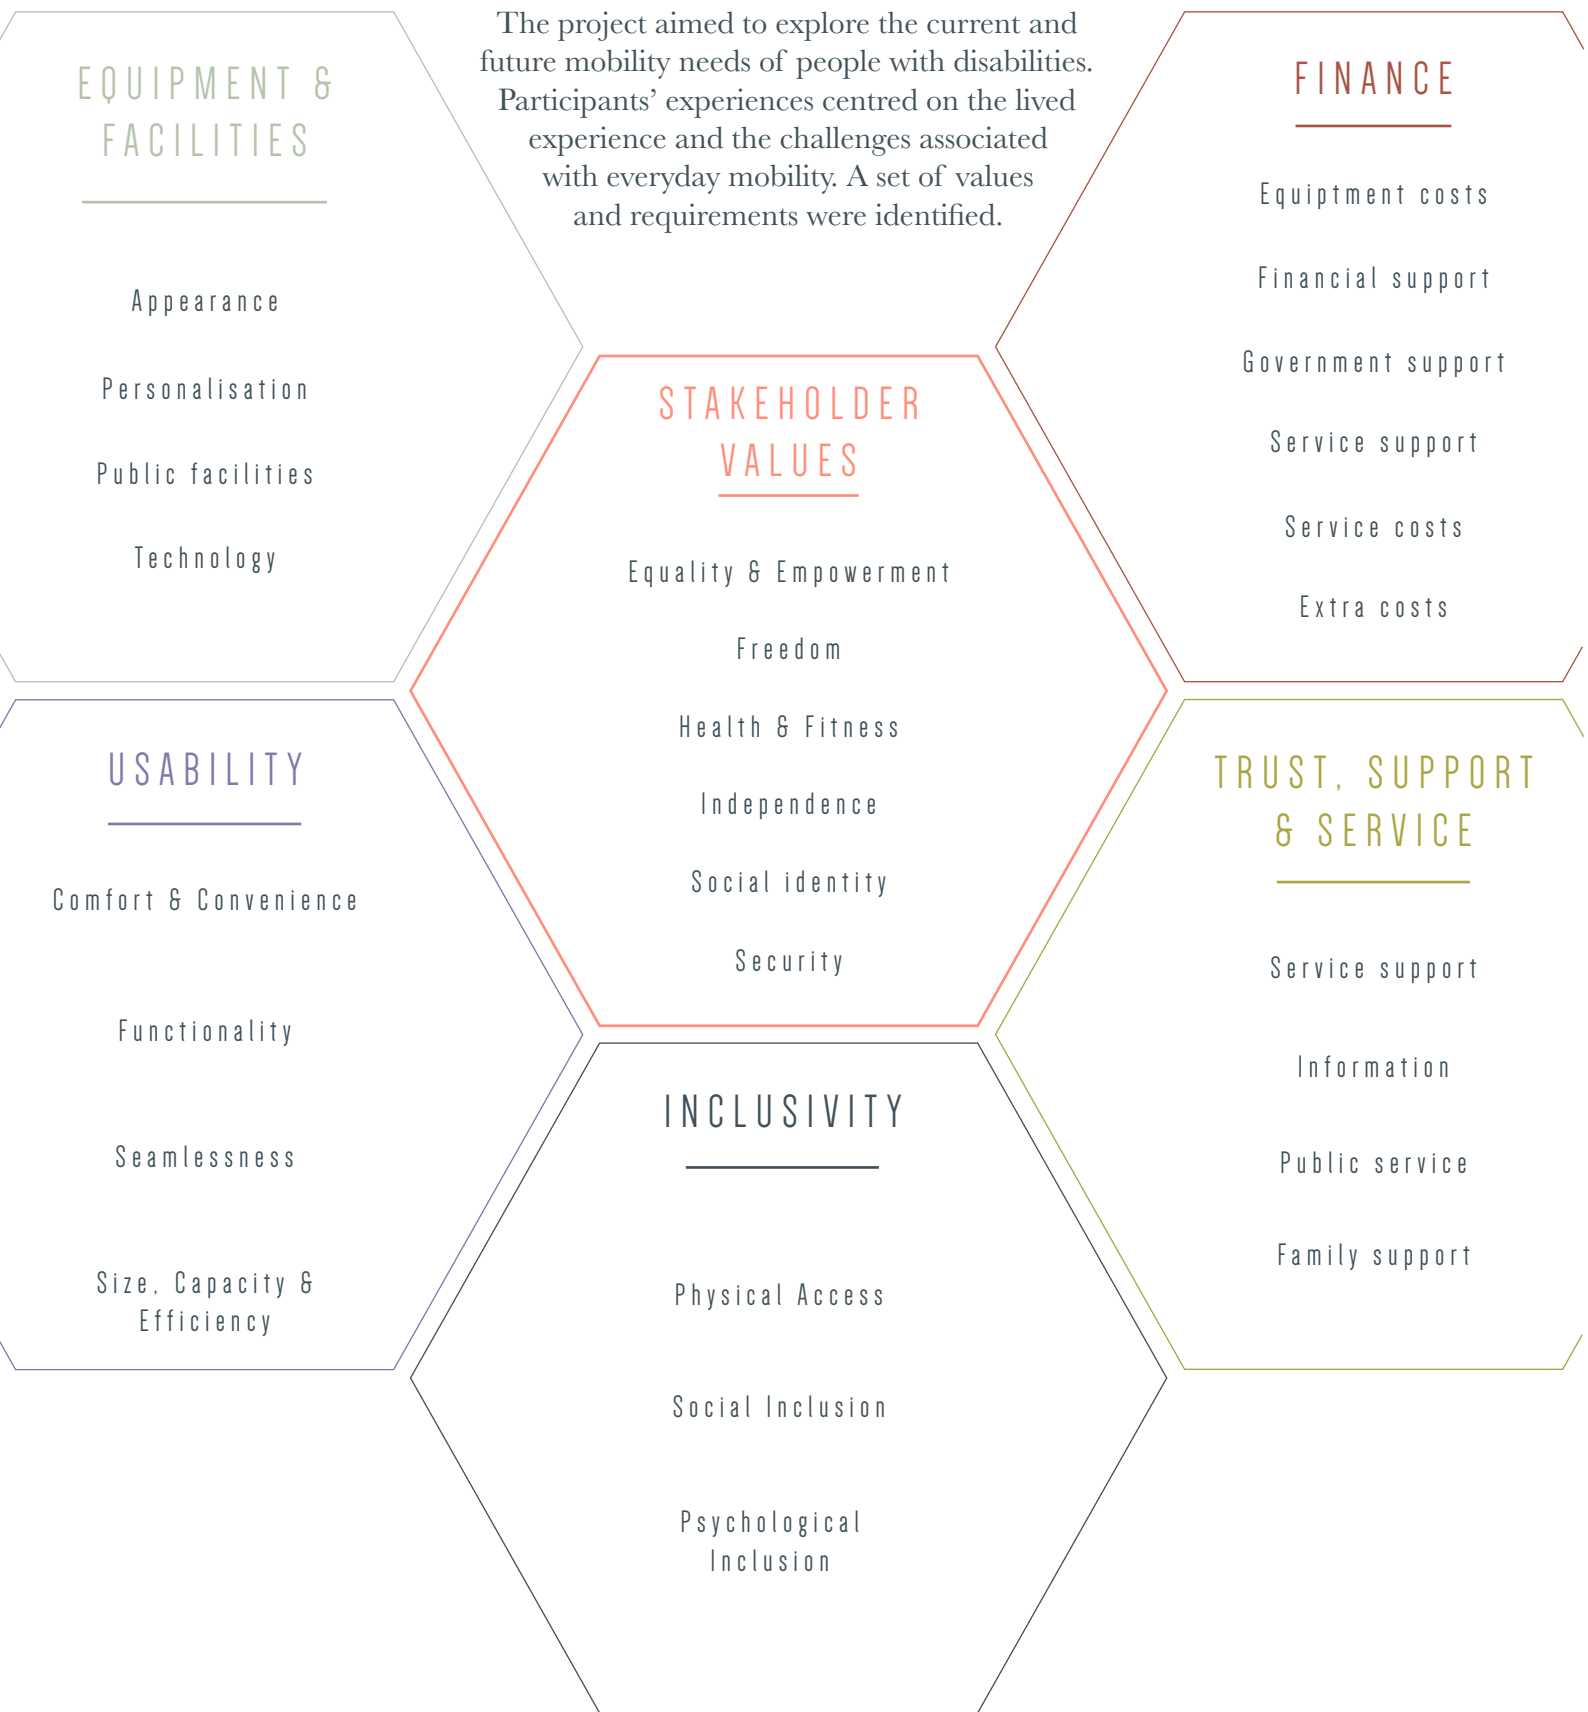 The project aimed to explore the current and
future mobility needs of people with disabilities.
Participants’ experiences centred on the lived
experience and the challenges associated
with everyday mobility. A set of values
and requirements were identified.
EQUIPMENT &
FACILITIES
Appearance
Personalisation
Public facilities
Technology
FINANCE
Equiptment costs
Financial support
Government support
Service support
Service costs
Extra costs
STAKEHOLDER
VALUES
Equality & Empowerment
Freedom
Health & Fitness
Independence
Social identity
Security
USABILITY
Comfort & Convenience
Functionality
Seamlessness
Size, Capacity &
Efficiency
TRUST, SUPPORT
& SERVICE
Service support
Information
Public service
Family support
INCLUSIVITY
Physical Access
Social Inclusion
Psychological
Inclusion